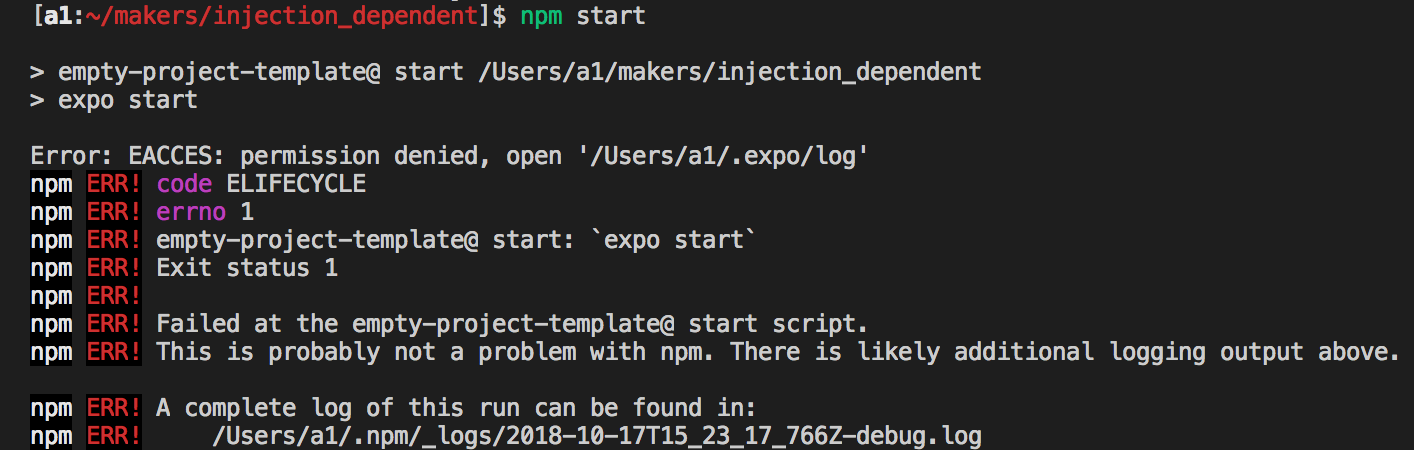 [a1:~/makers/injection_dependent]$ npm start
> empty-project-template@ start /Users/a1/makers/injection_dependent
> expo start
Error: EACCES: permission denied, open '/Users/a1/.expo/log'
npm ERR! code ELIFECYCLE
npm ERR! errno 1
npm ERR! empty-project-template@ start: `expo start`
npm ERR! Exit status 1
npm ERR!
npm ERR! Failed at the empty-project-template@ start script.
npm ERR! This is probably not a problem with npm. There is likely additional logging output above.
npm ERR! A complete log of this run can be found in:
npm ERR!     /Users/a1/.npm/_logs/2018-10-17T15_23_17_766Z-debug.log